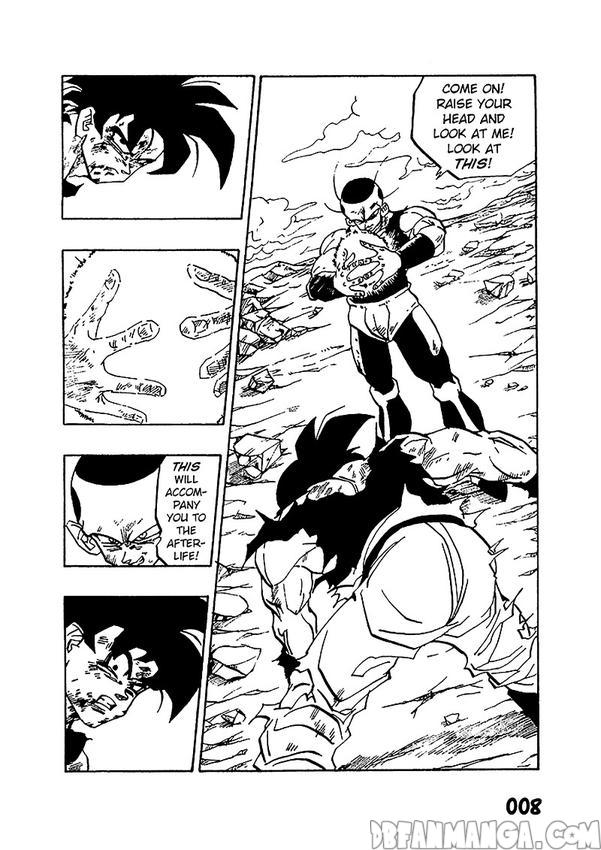 COME ON!
RAISE YOUR
HEAD AND
LOOK AT ME!
LOOK AT
THIS!
THIS
WILL
ACCOM-
PANY
YOU TO
THE
AFTER-
LIFE!
008
DBFANMANGA.COM